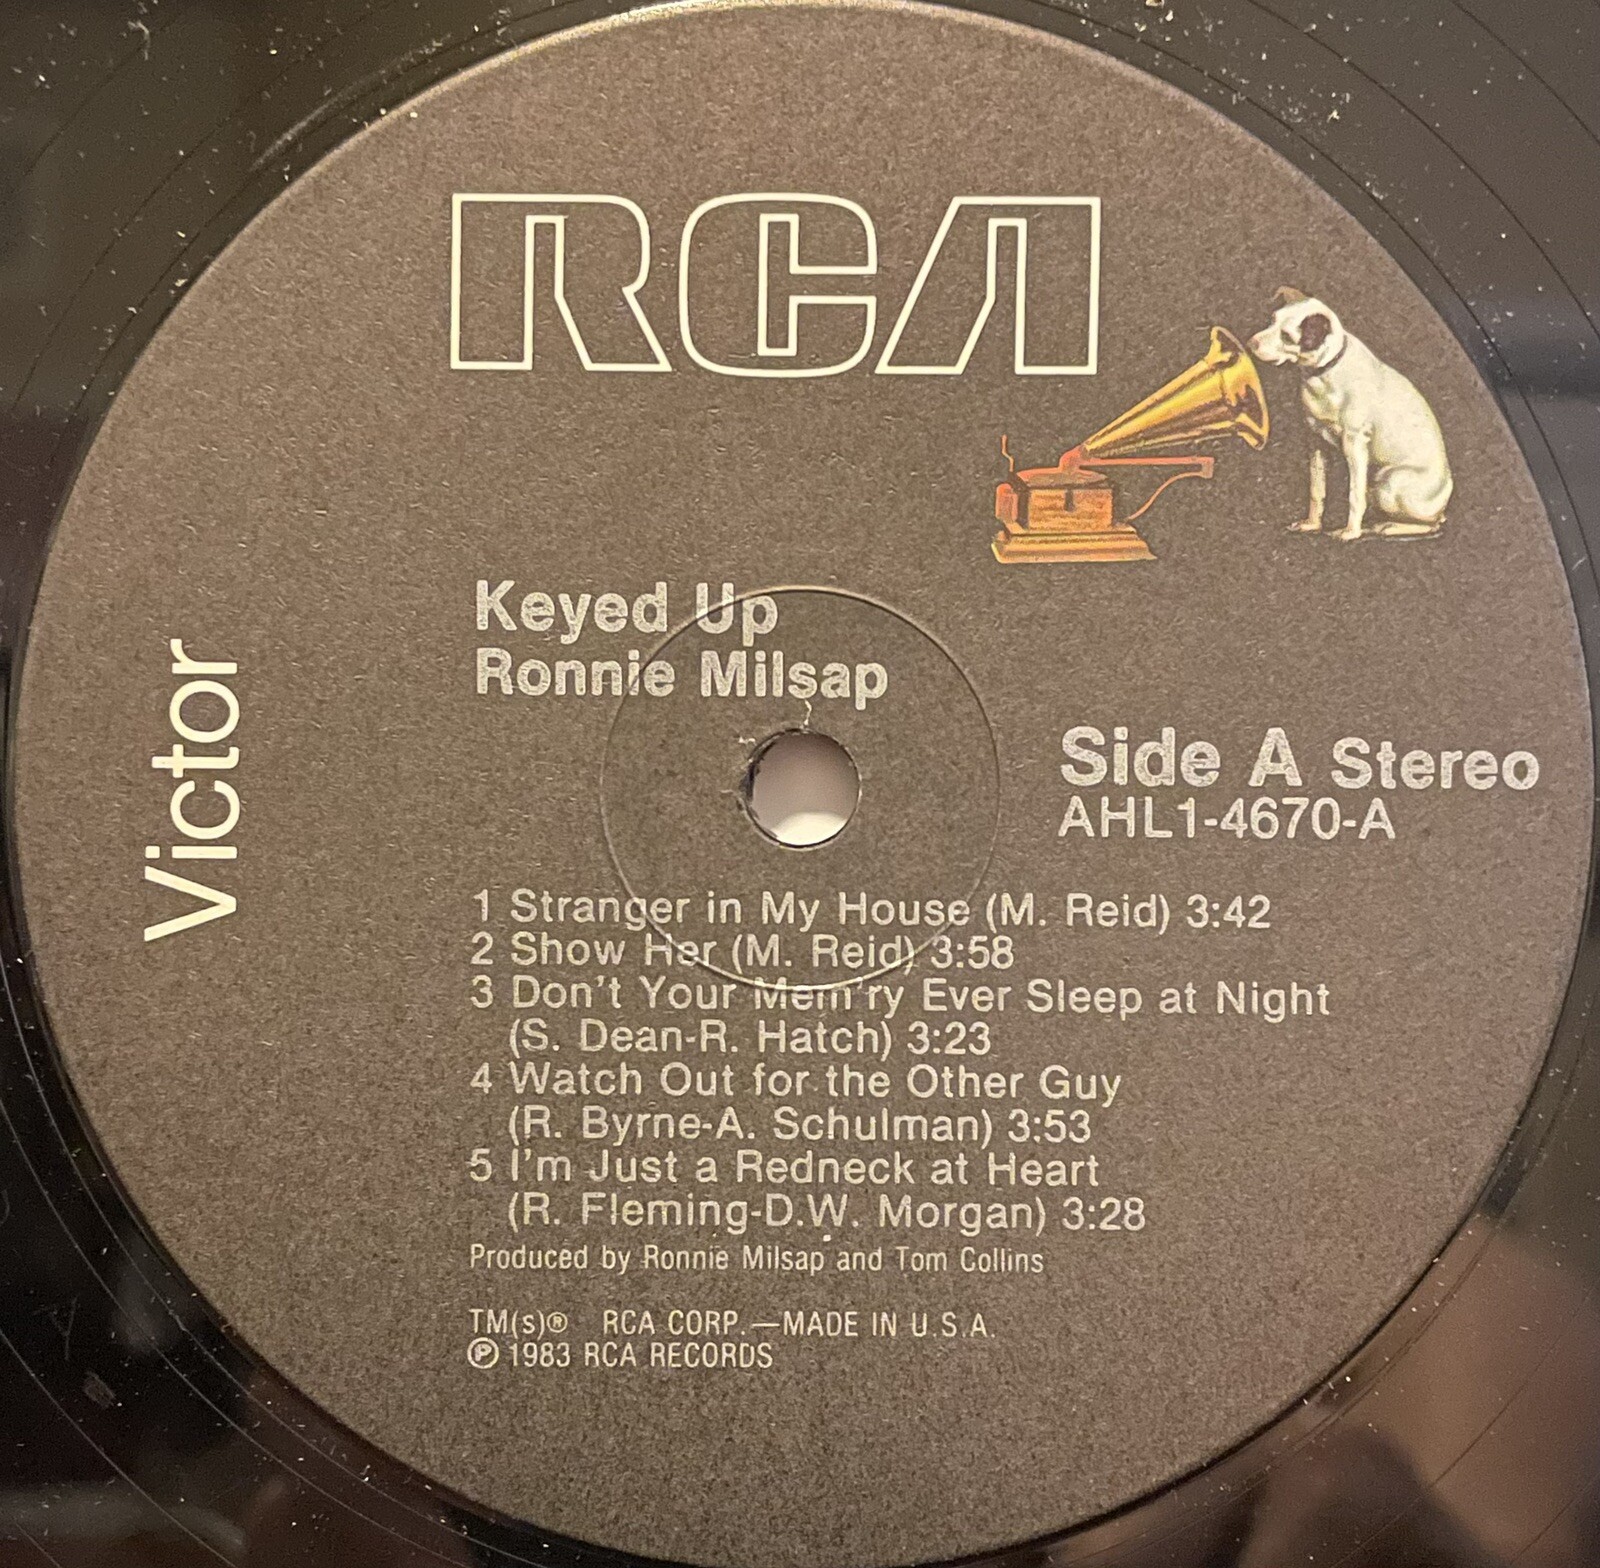 RCA
Victor
Keyed Up
Ronnie Milsap
Side A Stereo
AHL1-4670-A
1 Stranger in My House (M. Reid) 3:42
2 Show Her (M. Reid) 3:58
3 Don't Your Mem'ry Ever Sleep at Night
(S. Dean-R. Hatch) 3:23
4 Watch Out for the Other Guy
(R. Byrne-A. Schulman) 3:53
5 I'm Just a Redneck at Heart
(R. Fleming-D.W. Morgan) 3:28
Produced by Ronnie Milsap and Tom Collins
TM(s)® RCA CORP.—MADE IN U.S.A.
℗ 1983 RCA RECORDS